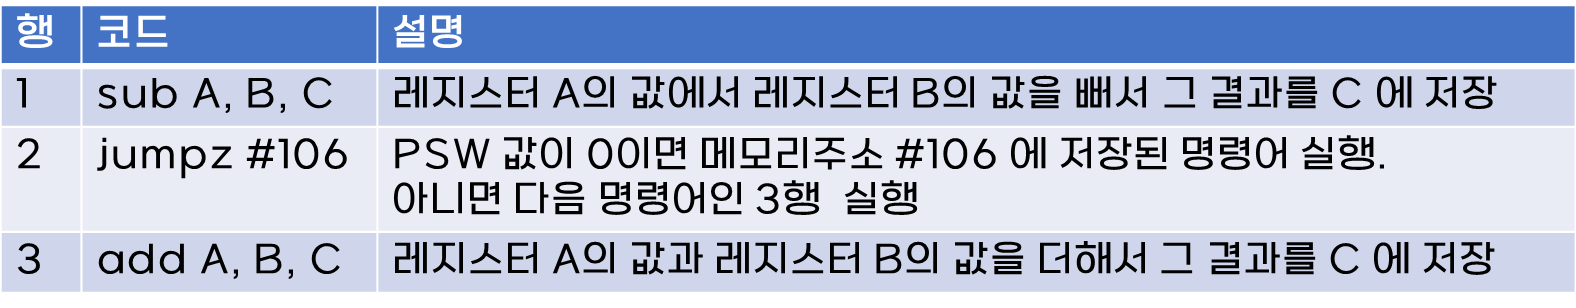 행 코드 설명
1 sub A, B, C 레지스터 A의 값에서 레지스터 B의 값을 빼서 그 결과를 C 에 저장
2 jumpz #106 PSW 값이 0이면 메모리주소 #106 에 저장된 명령어 실행.
아니면 다음 명령어인 3행 실행
3 add A, B, C 레지스터 A의 값과 레지스터 B의 값을 더해서 그 결과를 C 에 저장